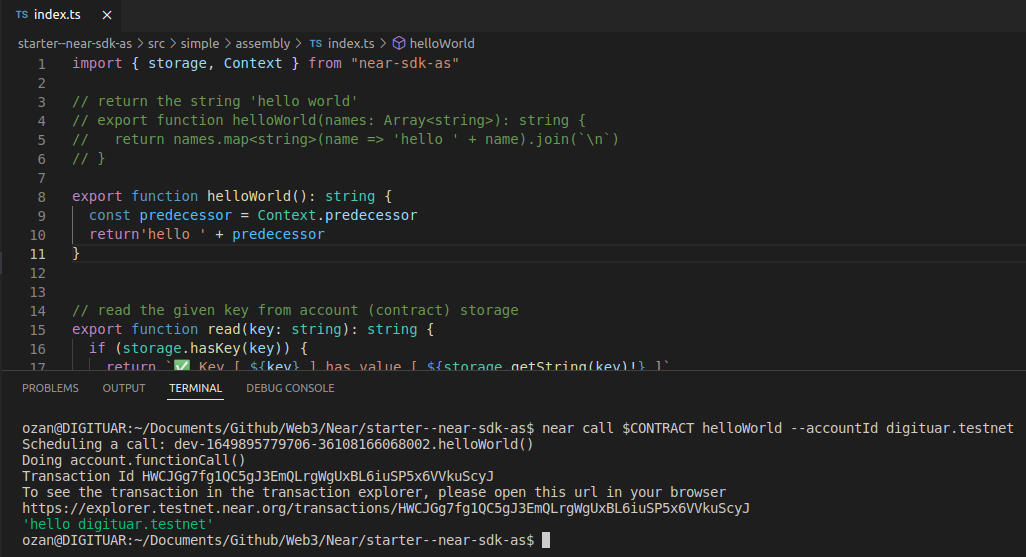 TS index.ts ×
starter--near-sdk-as > src > simple > assembly > TS index.ts > helloWorld
1 import { storage, Context } from "near-sdk-as"
2
3 // return the string 'hello world'
4 // export function helloWorld(names: Array<string>): string {
5 //   return names.map<string>(name => 'hello ' + name).join(`\n`)
6 // }
7
8 export function helloWorld(): string {
9   const predecessor = Context.predecessor
10   return'hello ' + predecessor
11 }
12
13
14 // read the given key from account (contract) storage
15 export function read(key: string): string {
16   if (storage.hasKey(key)) {
17     return `✅ Key [ ${key} ] has value [ ${storage.getString(key)!} ]`
PROBLEMS OUTPUT TERMINAL DEBUG CONSOLE
ozan@DIGITUAR:~/Documents/Github/Web3/Near/starter--near-sdk-as$ near call $CONTRACT helloWorld --accountId digituar.testnet
Scheduling a call: dev-1649895779706-36108166068002.helloWorld()
Doing account.functionCall()
Transaction Id HWCJGg7fg1QC5gJ3EmQLrgWgUxBL6iuSP5x6VVkuScyJ
To see the transaction in the transaction explorer, please open this url in your browser
https://explorer.testnet.near.org/transactions/HWCJGg7fg1QC5gJ3EmQLrgWgUxBL6iuSP5x6VVkuScyJ
'hello digituar.testnet'
ozan@DIGITUAR:~/Documents/Github/Web3/Near/starter--near-sdk-as$